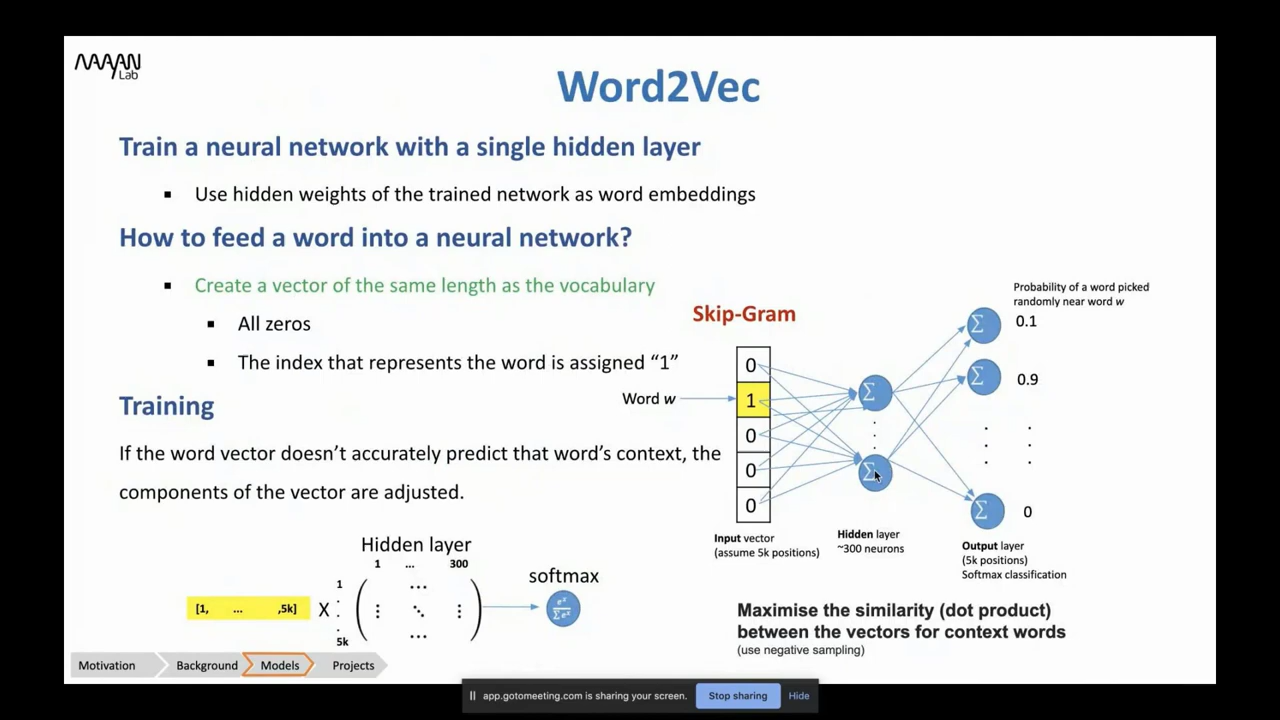 MAAYAN
Lab
Word2Vec
Train a neural network with a single hidden layer
▪ Use hidden weights of the trained network as word embeddings
How to feed a word into a neural network?
▪ Create a vector of the same length as the vocabulary
▪ All zeros
▪ The index that represents the word is assigned “1”
Training
If the word vector doesn’t accurately predict that word’s context, the
components of the vector are adjusted.
Hidden layer
1 ... 300
softmax
1
[1, ... ,5k] X
5k
Skip-Gram
Word w
0
1
0
0
0
Input vector
(assume 5k positions)
Σ
Σ
Hidden layer
~300 neurons
Probability of a word picked
randomly near word w
Σ 0.1
Σ 0.9
Σ 0
Output layer
(5k positions)
Softmax classification
Maximise the similarity (dot product)
between the vectors for context words
(use negative sampling)
Motivation Background Models Projects
app.gotomeeting.com is sharing your screen. Stop sharing Hide